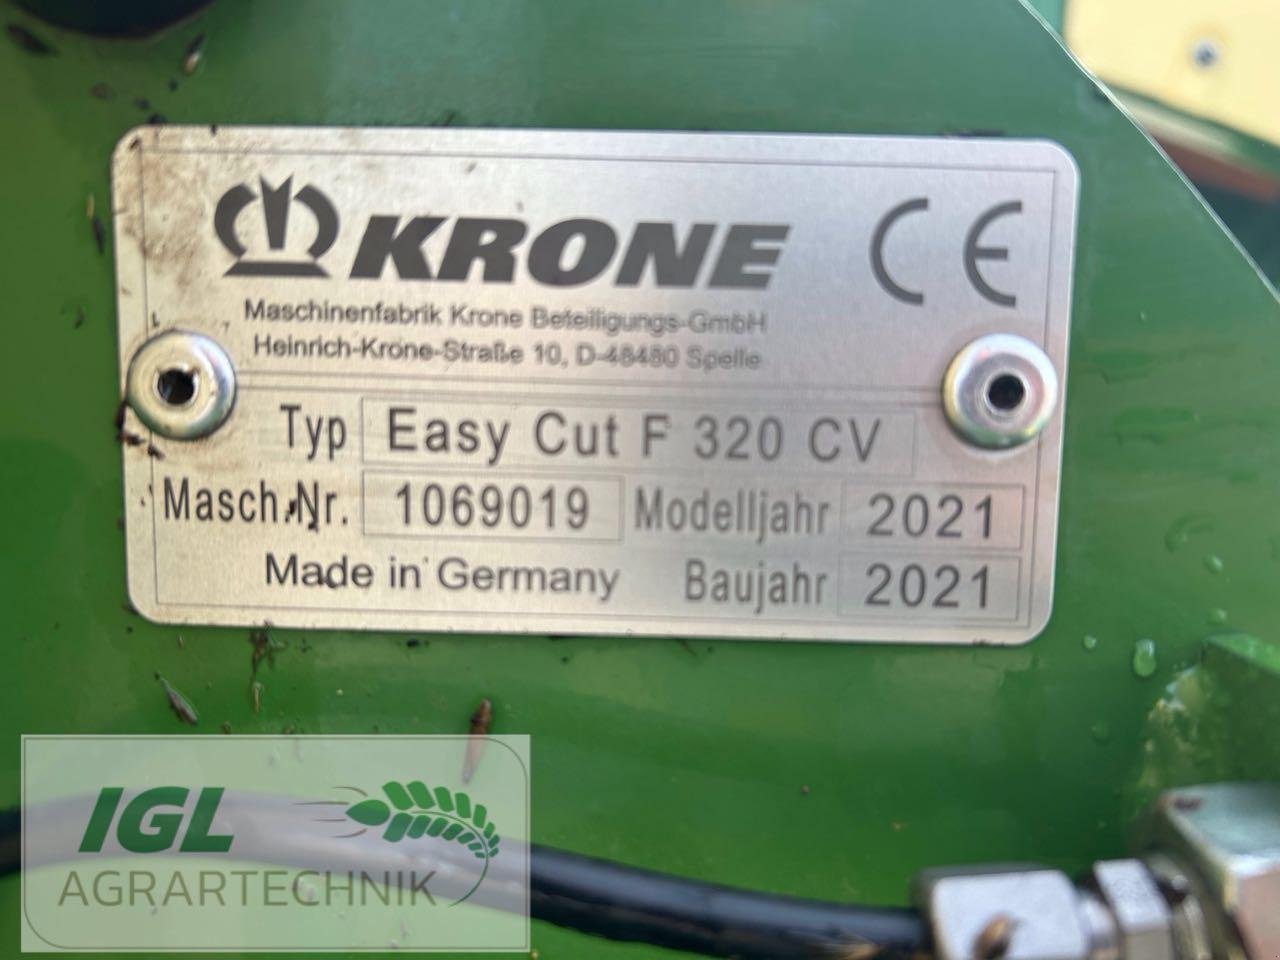 KRONE CE
Maschinenfabrik Krone Beteiligungs-GmbH
Heinrich-Krone-Straße 10, D-48480 Spelle
Typ Easy Cut F 320 CV
Masch.Nr. 1069019 Modelljahr 2021
Made in Germany Baujahr 2021
IGL
AGRARTECHNIK